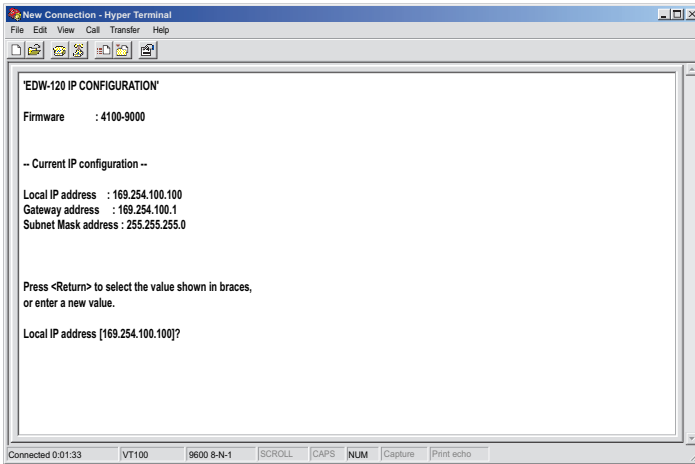 New Connection - Hyper Terminal
File Edit View Call Transfer Help
'EDW-120 IP CONFIGURATION'
Firmware : 4100-9000
-- Current IP configuration --
Local IP address : 169.254.100.100
Gateway address : 169.254.100.1
Subnet Mask address : 255.255.255.0
Press <Return> to select the value shown in braces,
or enter a new value.
Local IP address [169.254.100.100]?
Connected 0:01:33 VT100 9600 8-N-1 SCROLL CAPS NUM Capture Print echo